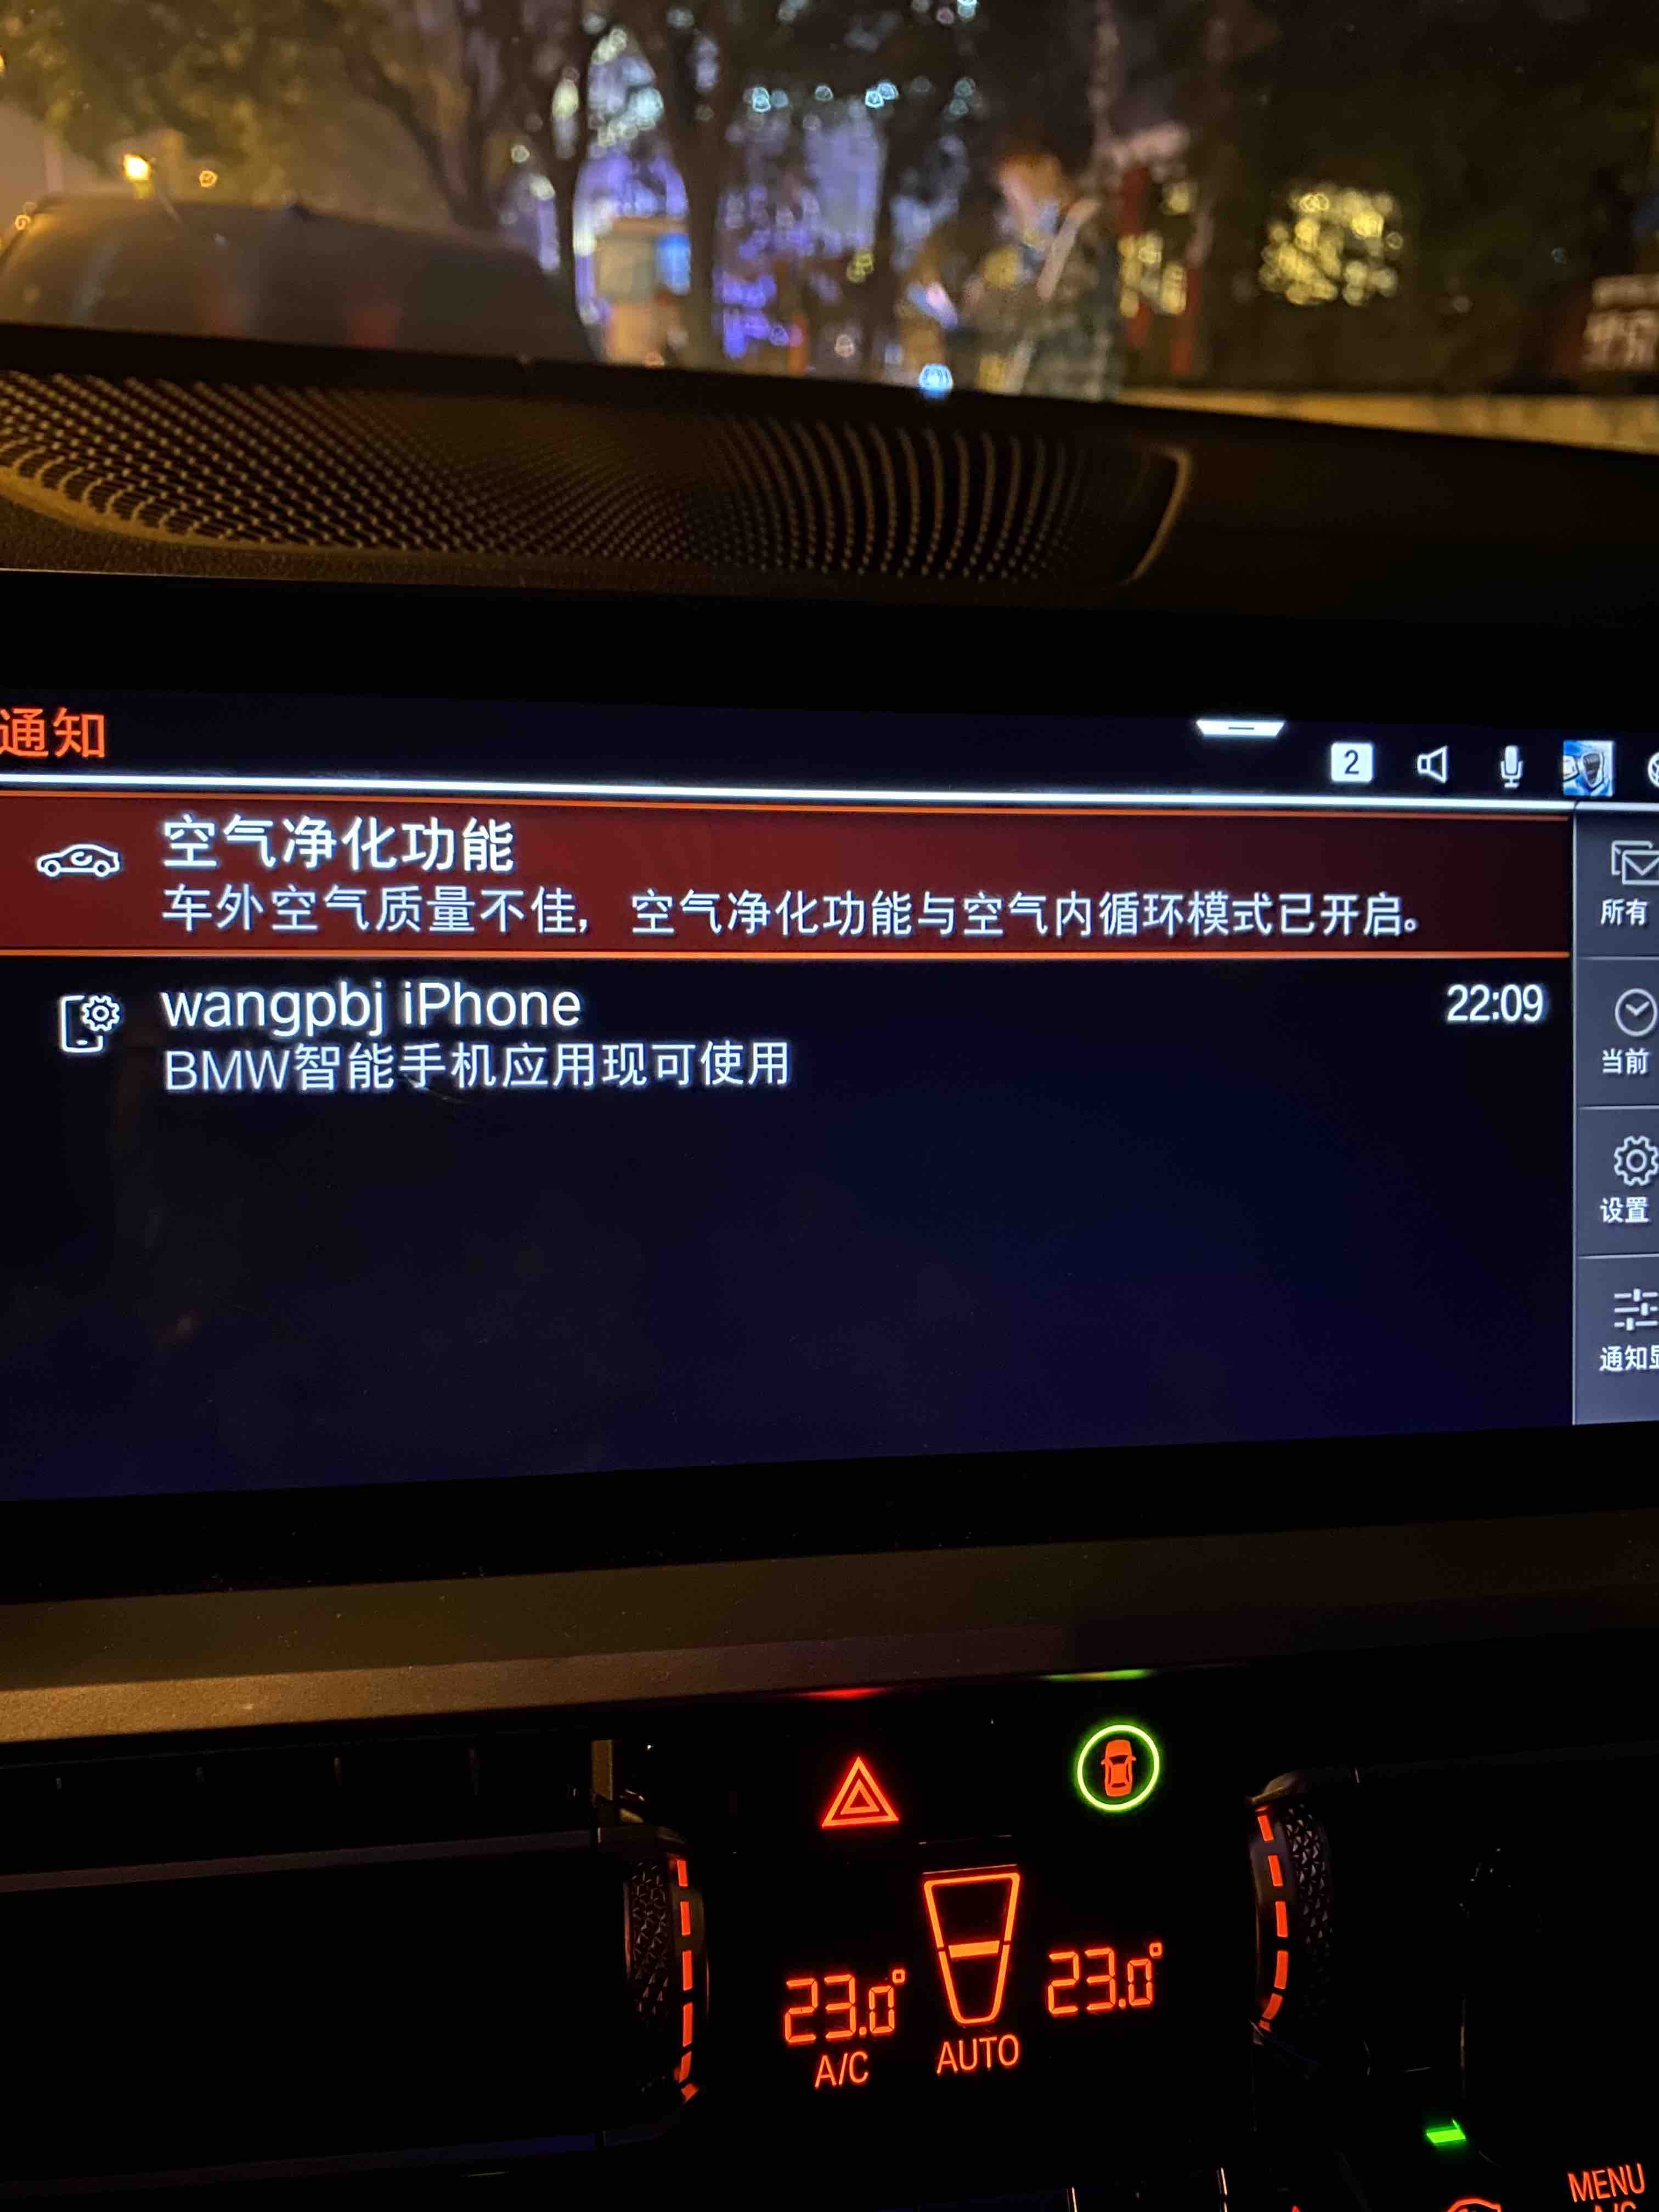 通知
2
空气净化功能
车外空气质量不佳，空气净化功能与空气内循环模式已开启。
所有
wangpbj iPhone
22:09
BMW智能手机应用现可使用
当前
设置
通知
23.0°
23.0°
A/C
AUTO
MENU